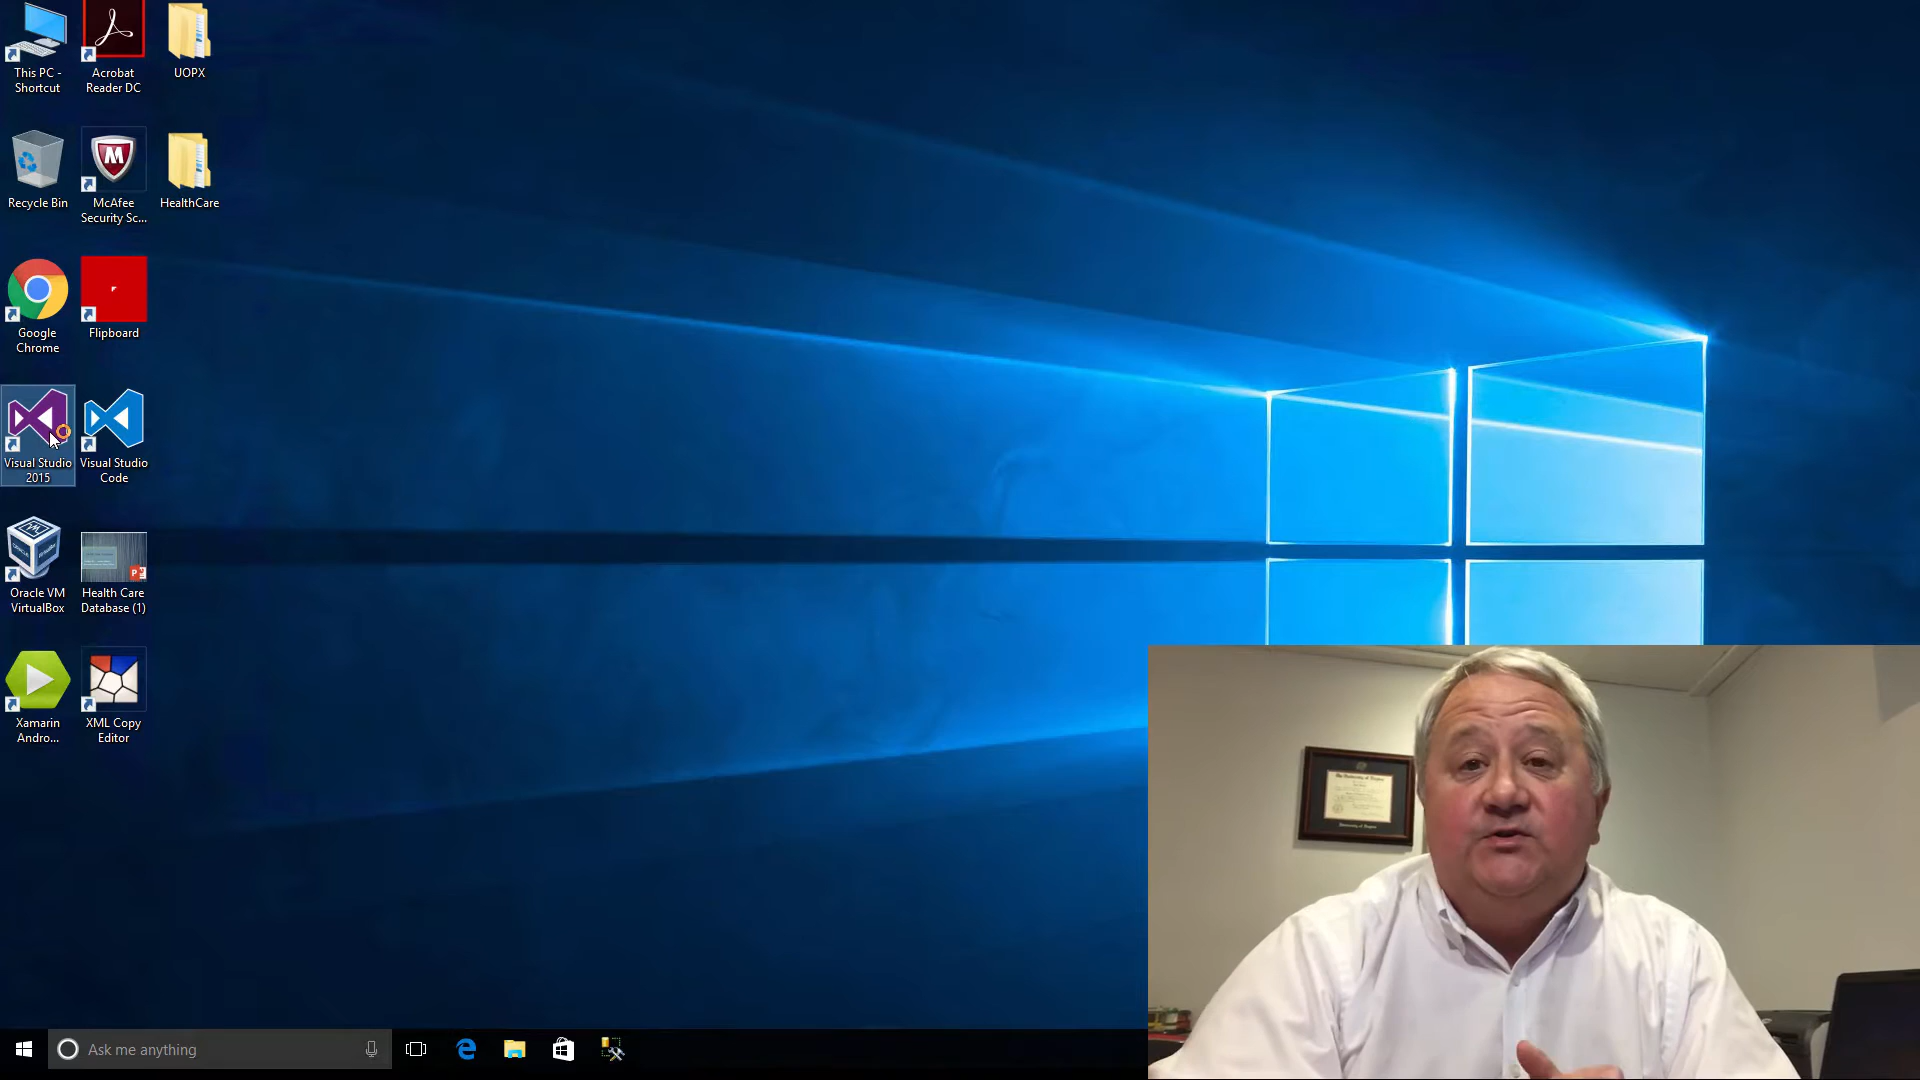 This PC -
Shortcut
Acrobat
Reader DC
UOPX
Recycle Bin
McAfee
Security Sc...
HealthCare
Google
Chrome
Flipboard
Visual Studio
2015
Visual Studio
Code
Oracle VM
VirtualBox
Health Care
Database (1)
Xamarin
Andro...
XML Copy
Editor
Ask me anything